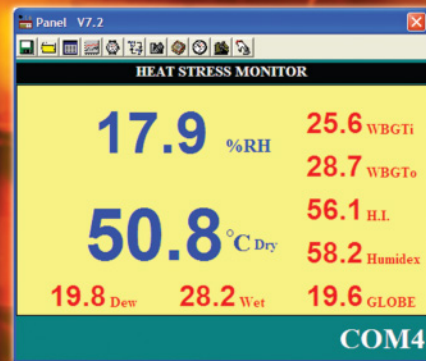 Panel V7.2
HEAT STRESS MONITOR
17.9 %RH
25.6 WBGTi
28.7 WBGTo
56.1 H.I.
50.8 °C Dry
58.2 Humidex
19.8 Dew 28.2 Wet 19.6 GLOBE
COM4